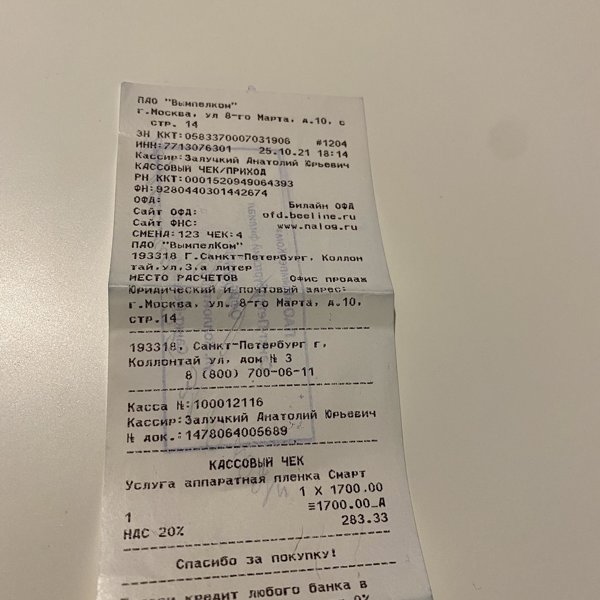 ПАО "Вымпелком"
г.Москва, ул 8-го Марта, д.10, с
стр. 14
ЗН ККТ:0583370007031906 #1204
ИНН:7713076301 25.10.21 18:14
Кассир:Залуцкий Анатолий Юрьевич
КАССОВЫЙ ЧЕК/ПРИХОД
РН ККТ:0001520949064393
ФН:9280440301442674
ОФД: Билайн ОФД
Сайт ОФД: ofd.beeline.ru
Сайт ФНС: www.nalog.ru
СМЕНА:123 ЧЕК:4
ПАО "ВымпелКом"
193318 Г.Санкт-Петербург, Коллон
тай,ул,3,а литер
МЕСТО РАСЧЕТОВ Офис продаж
Юридический и почтовый адрес:
г.Москва, ул. 8-го Марта, д.10,
стр.14
193318, Санкт-Петербург г,
Коллонтай ул, дом № 3
8 (800) 700-06-11
Касса №:100012116
Кассир:Залуцкий Анатолий Юрьевич
№ док.:1478064005689
КАССОВЫЙ ЧЕК
Услуга аппаратная пленка Смарт
1 X 1700.00
1 ≡1700.00_Д
НДС 20% 283.33
Спасибо за покупку!
кредит любого банка в